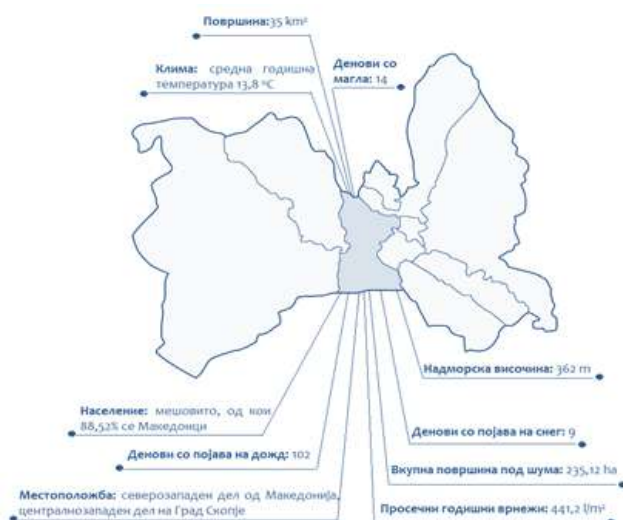 Површина:35 km²
Клима: средна годишна
температура 13,8 ºC
Денови со
магла: 14
Надморска височина: 362 m
Население: мешовито, од кои
88,52% се Македонци
Денови со појава на снег: 9
Денови со појава на дожд: 102
Вкупна површина под шума: 235,12 ha
Местоположба: северозападен дел од Македонија,
централнозападен дел на Град Скопје
Просечни годишни врнежи: 441,2 l/m²